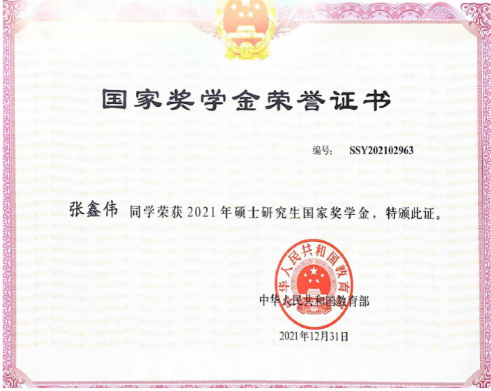 国家奖学金荣誉证书
编号: SSY202102963
张鑫伟 同学荣获2021年硕士研究生国家奖学金，特颁此证。
中华人民共和国教育部
中华人民共和国教育部
2021年12月31日